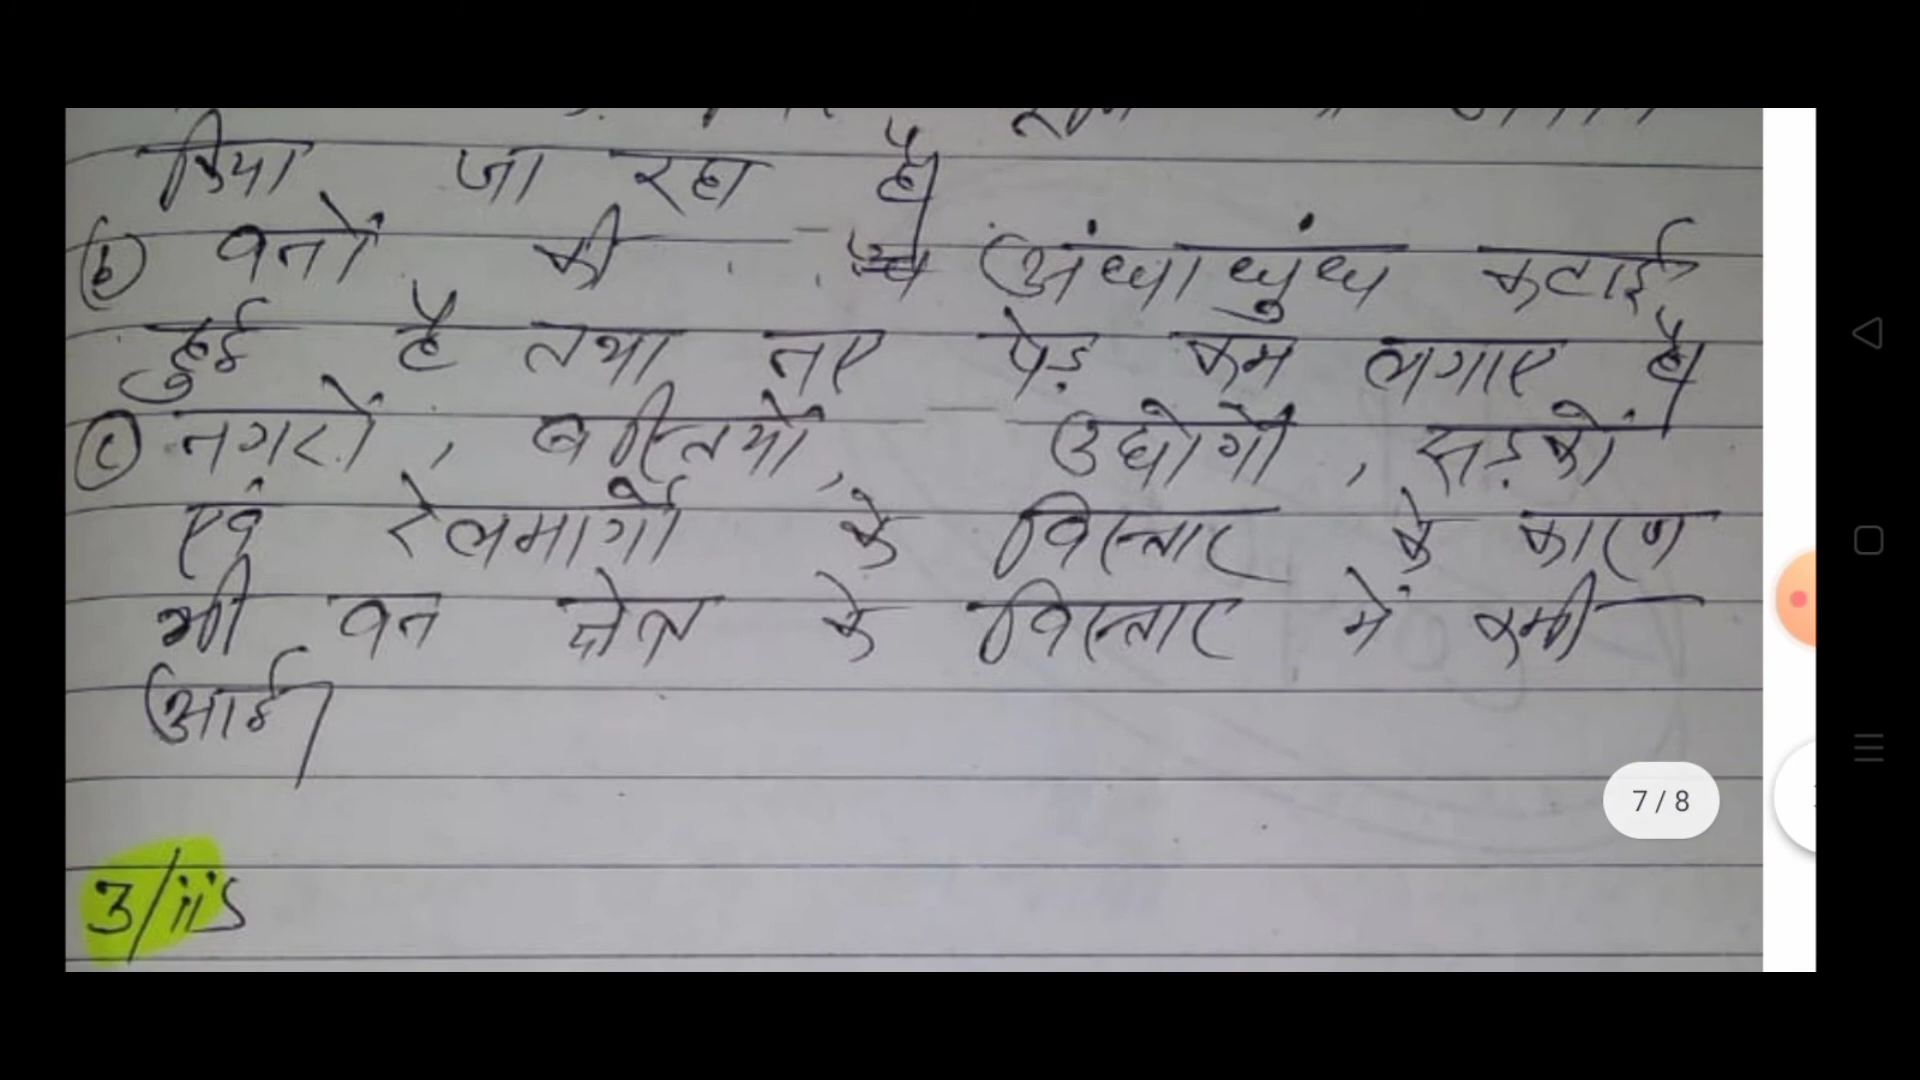 किया जा रहा है।
(b) वनों की अंधाधुंध कटाई
हुई है तथा नए पेड़ कम लगाए है।
(c) नगरों, बस्तियों, उद्योगों, सड़कों
एवं रेलमार्गों के विस्तार के कारण
भी वन क्षेत्र के विस्तार में कमी
आई।
7 / 8
3/ii